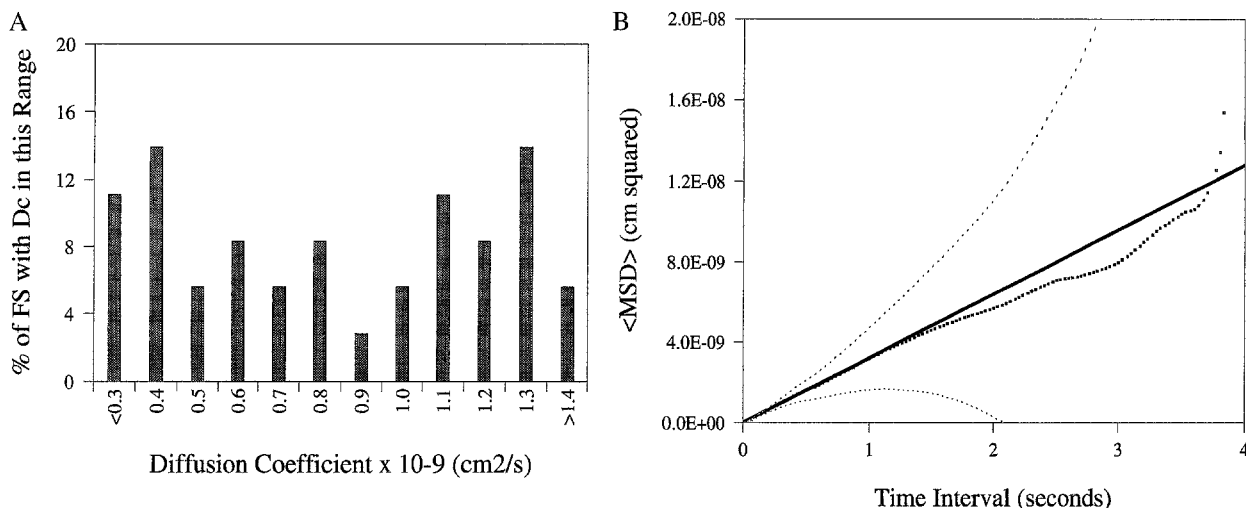 A
% of FS with Dc in this Range
20
16
12
8
4
0
<0.3
0.4
0.5
0.6
0.7
0.8
0.9
1.0
1.1
1.2
1.3
>1.4
Diffusion Coefficient x 10-9 (cm2/s)
B
<MSD> (cm squared)
2.0E-08
1.6E-08
1.2E-08
8.0E-09
4.0E-09
0.0E+00
0
1
2
3
4
Time Interval (seconds)